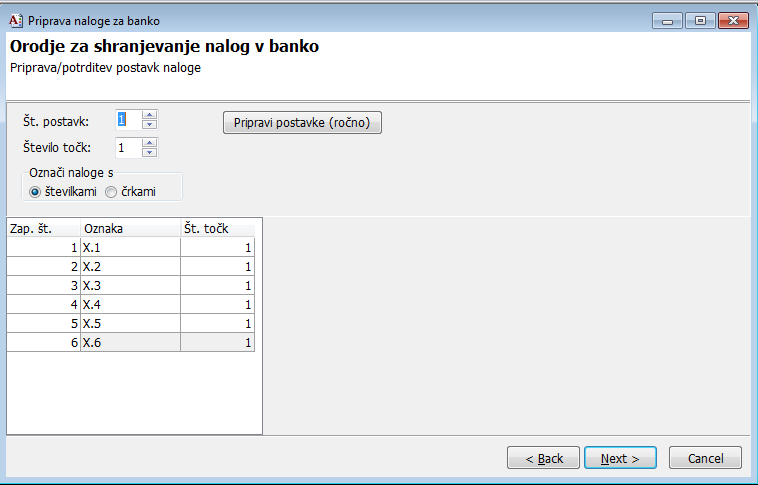 Priprava naloge za banko
Orodje za shranjevanje nalog v banko
Priprava/potrditev postavk naloge
Št. postavk: 1 Pripravi postavke (ročno)
Število točk: 1
Označi naloge s
številkami črkami
Zap. št. Oznaka Št. točk
1 X.1 1
2 X.2 1
3 X.3 1
4 X.4 1
5 X.5 1
6 X.6 1
< Back Next > Cancel